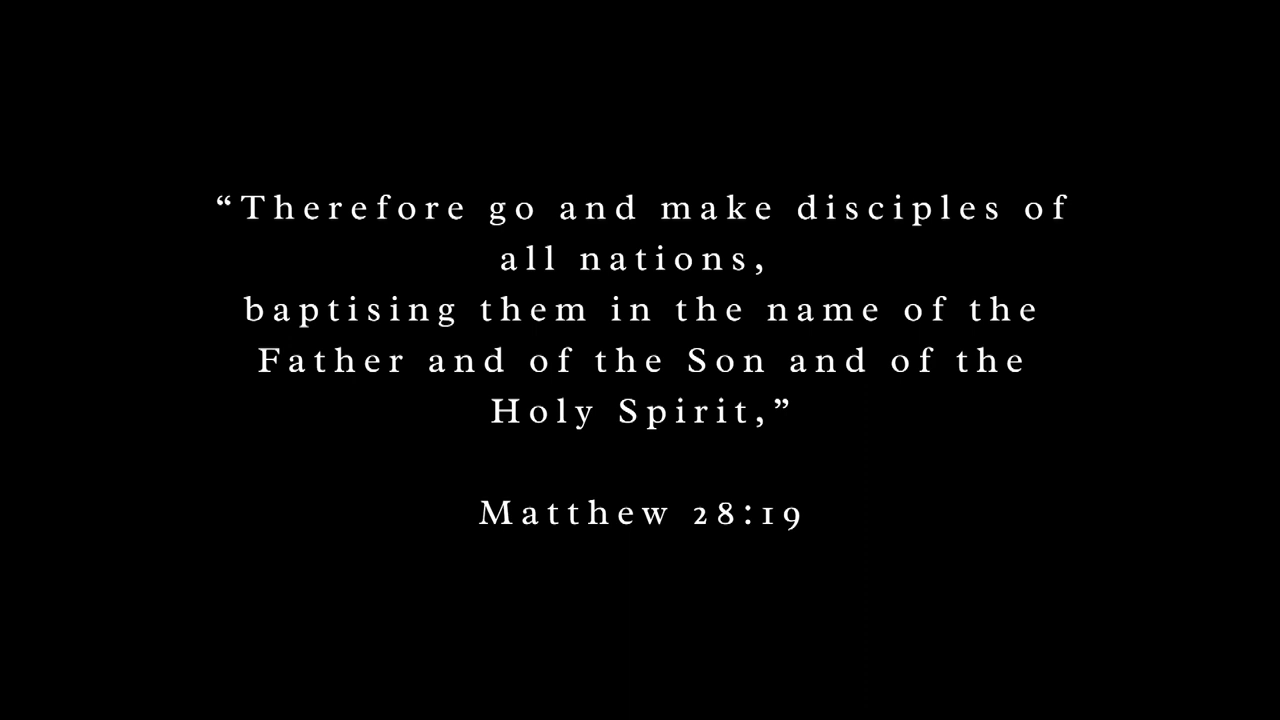 “Therefore go and make disciples of
all nations,
baptising them in the name of the
Father and of the Son and of the
Holy Spirit,”
Matthew 28:19